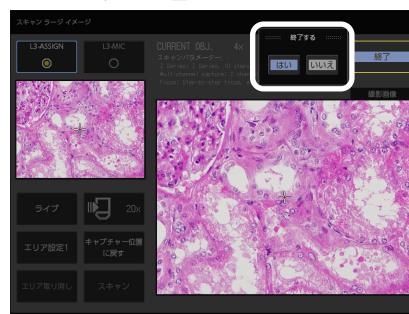 スキャン ラージ イメージ
L3-ASSIGN
L3-MIC
CURRENT OBJ. 4x
スキャンパラメーター:
終了する
はい
いいえ
終了
撮影画像
ライブ
20x
エリア設定1
キャプチャー位置
に戻す
エリア取り消し
スキャン